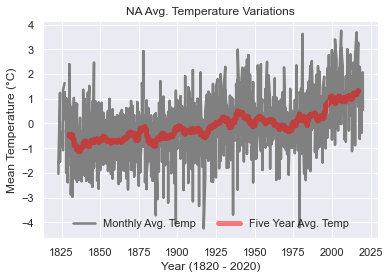 NA Avg. Temperature Variations
4
3
2
1
0
−1
−2
−3
−4
Mean Temperature (°C)
Monthly Avg. Temp
Five Year Avg. Temp
1825 1850 1875 1900 1925 1950 1975 2000 2025
Year (1820 - 2020)